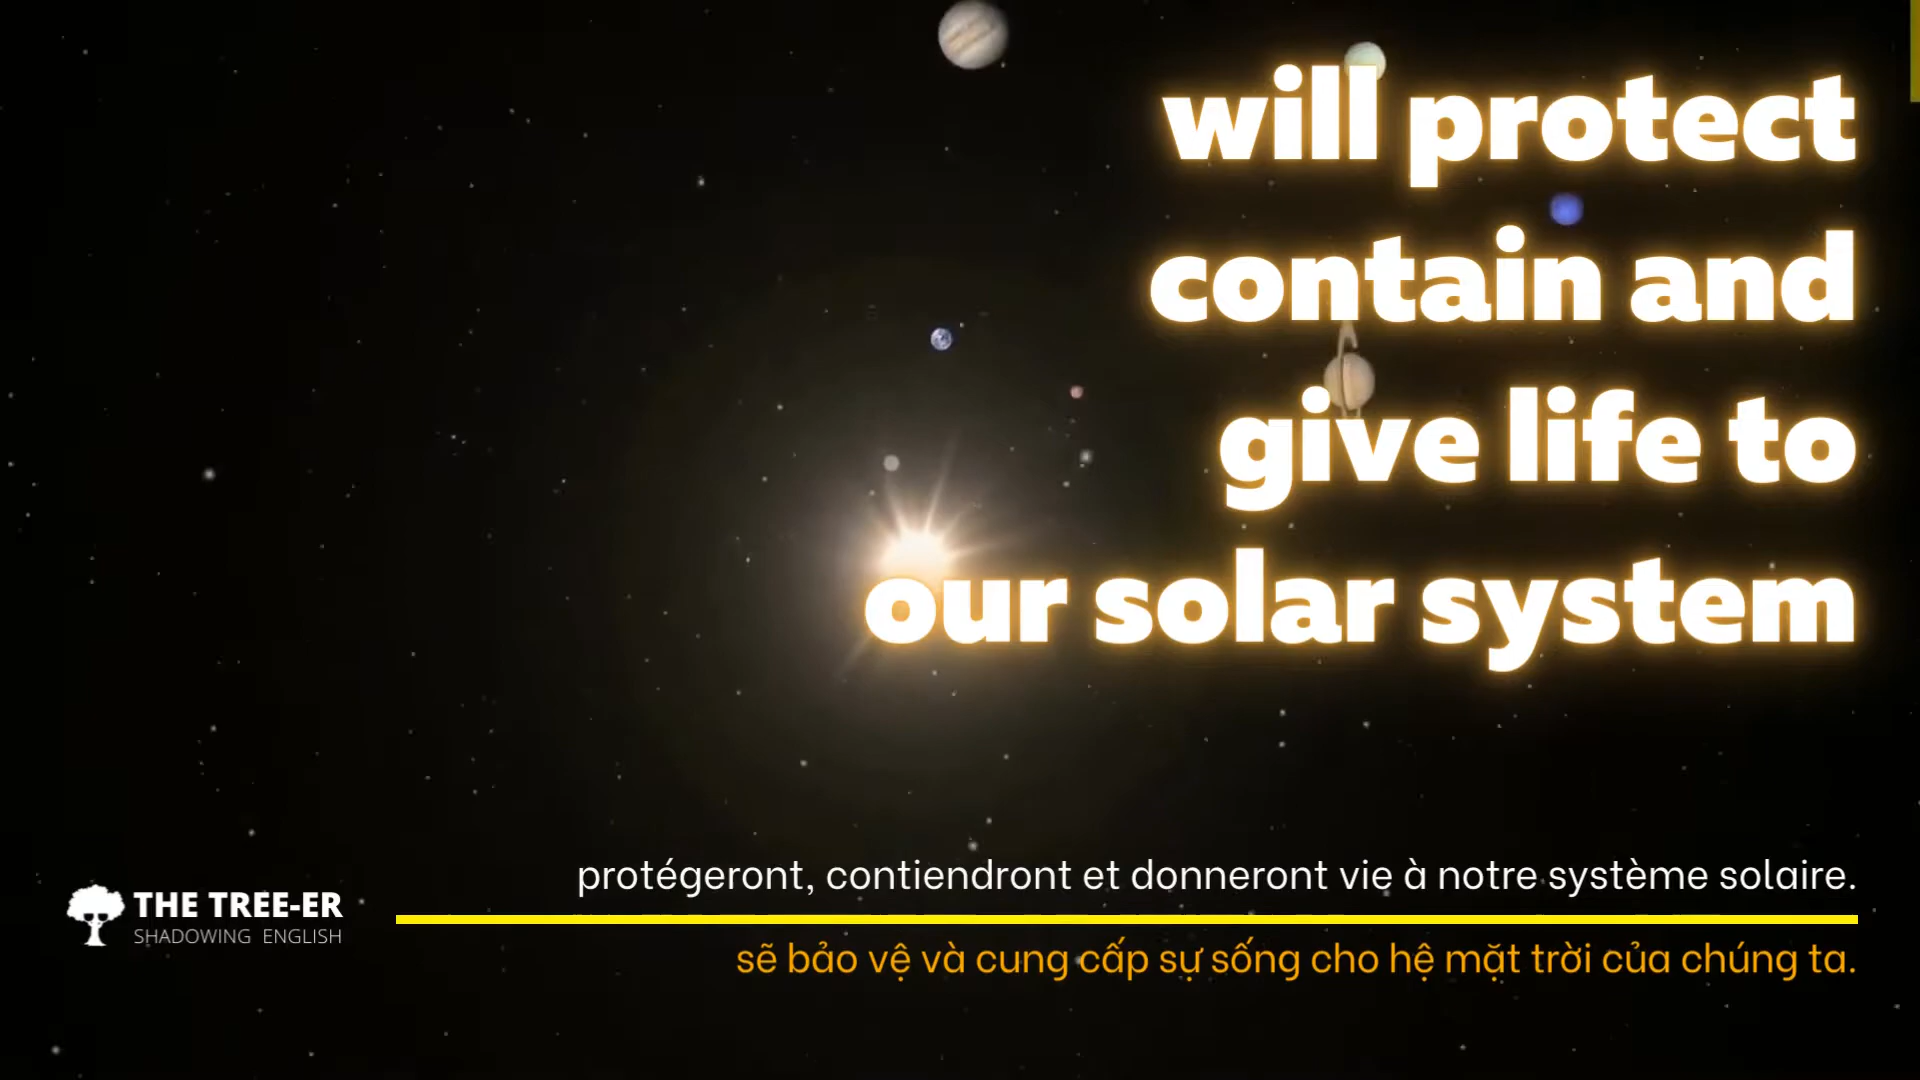 will protect
contain and
give life to
our solar system
protégeront, contiendront et donneront vie à notre système solaire.
THE TREE-ER
SHADOWING ENGLISH
sẽ bảo vệ và cung cấp sự sống cho hệ mặt trời của chúng ta.